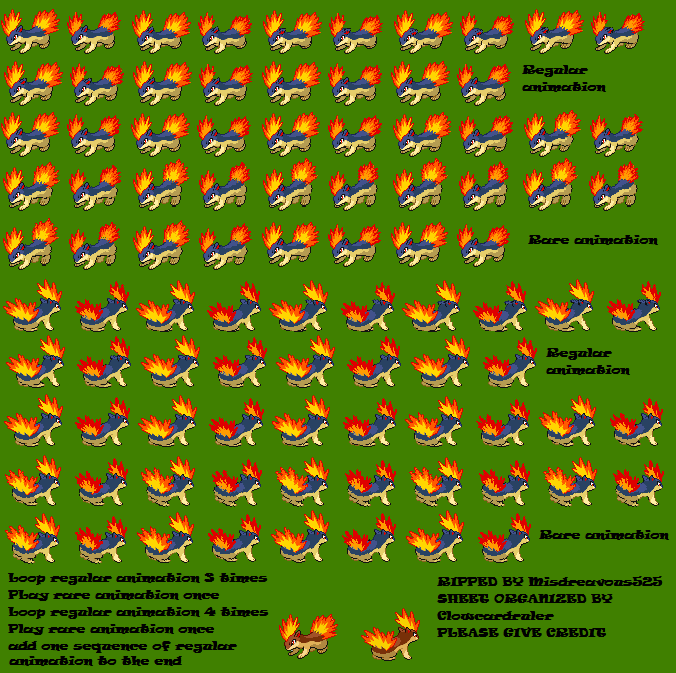 Regular
animation
Rare animation
Regular
animation
Rare animation
Loop regular animation 3 times
Play rare animation once
Loop regular animation 4 times
Play rare animation once
add one sequence of regular
animation to the end
RIPPED BY Misdreavous525
SHEET ORGANIZED BY
Clowcardruler
PLEASE GIVE CREDIT